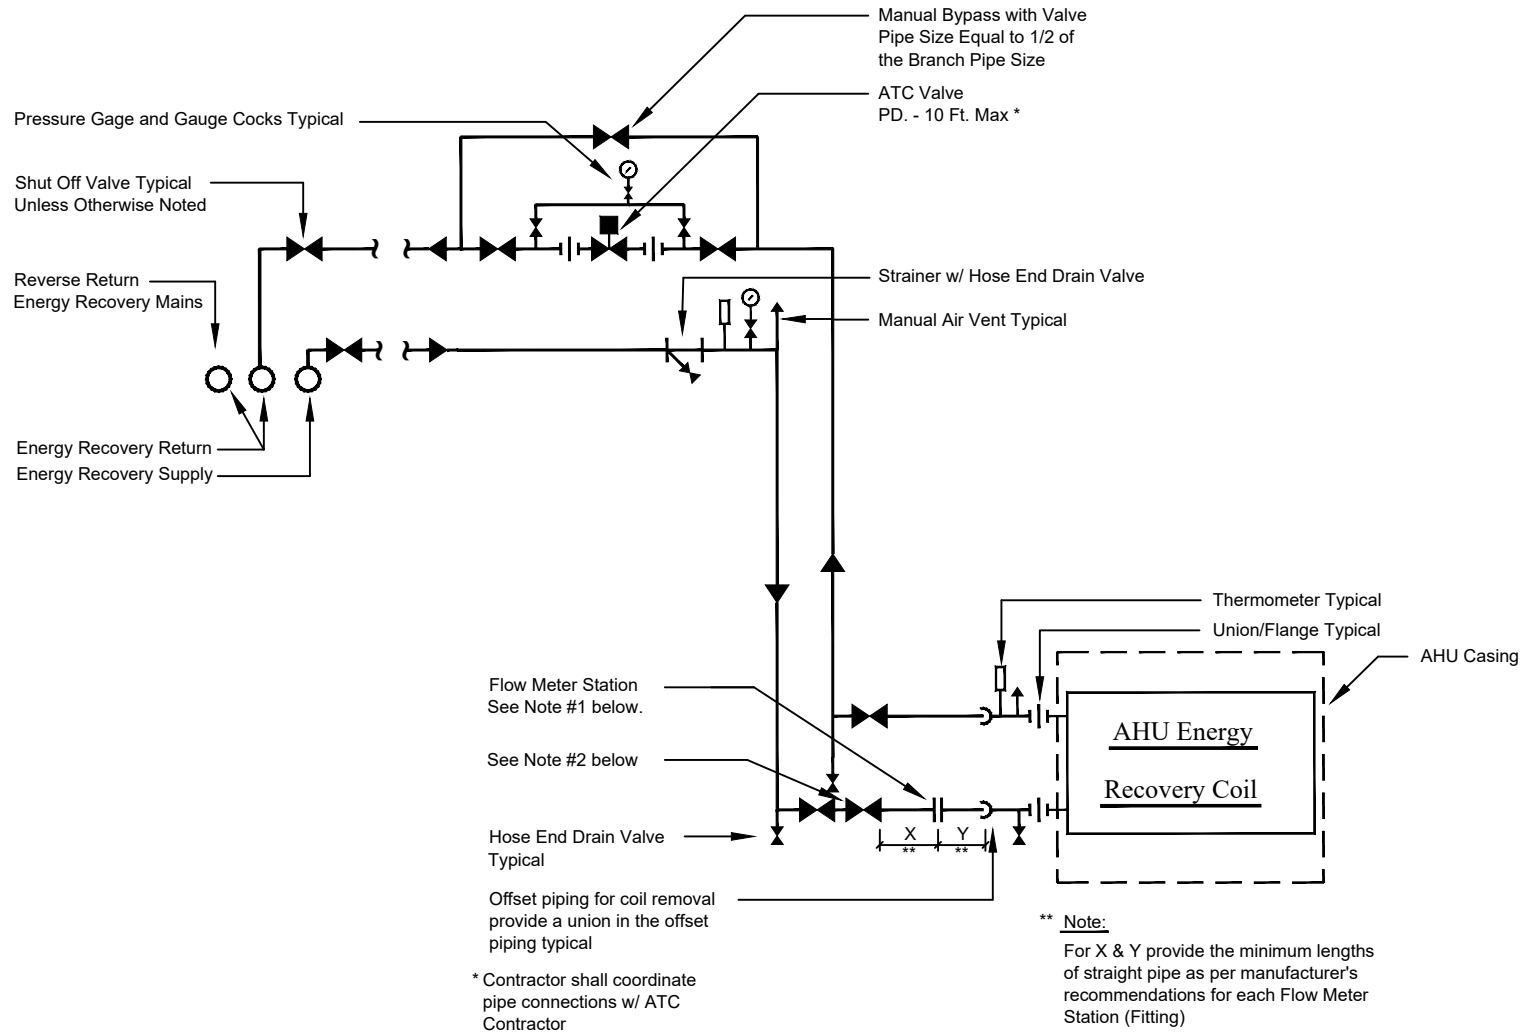 Manual Bypass with Valve
Pipe Size Equal to 1/2 of
the Branch Pipe Size
ATC Valve
PD. - 10 Ft. Max *
Pressure Gage and Gauge Cocks Typical
Shut Off Valve Typical
Unless Otherwise Noted
Reverse Return
Energy Recovery Mains
Strainer w/ Hose End Drain Valve
Manual Air Vent Typical
Energy Recovery Return
Energy Recovery Supply
Thermometer Typical
Union/Flange Typical
AHU Casing
Flow Meter Station
See Note #1 below.
See Note #2 below
AHU Energy
Recovery Coil
X
**
Y
**
Hose End Drain Valve
Typical
Offset piping for coil removal
provide a union in the offset
piping typical
* Contractor shall coordinate
pipe connections w/ ATC
Contractor
** Note:
For X & Y provide the minimum lengths
of straight pipe as per manufacturer's
recommendations for each Flow Meter
Station (Fitting)